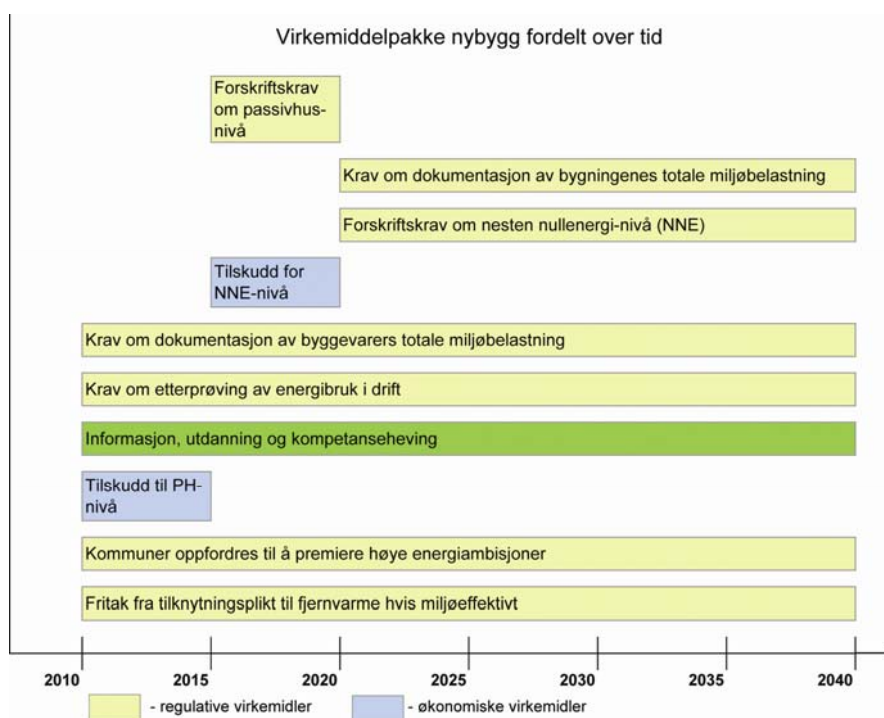 Virkemiddelpakke nybygg fordelt over tid
Forskriftskrav
om passivhus-
nivå
Krav om dokumentasjon av bygningenes totale miljøbelastning
Forskriftskrav om nesten nullenergi-nivå (NNE)
Tilskudd for
NNE-nivå
Krav om dokumentasjon av byggevarers totale miljøbelastning
Krav om etterprøving av energibruk i drift
Informasjon, utdanning og kompetanseheving
Tilskudd til PH-
nivå
Kommuner oppfordres til å premiere høye energiambisjoner
Fritak fra tilknytningsplikt til fjernvarme hvis miljøeffektivt
2010 2015 2020 2025 2030 2035 2040
- regulative virkemidler - økonomiske virkemidler